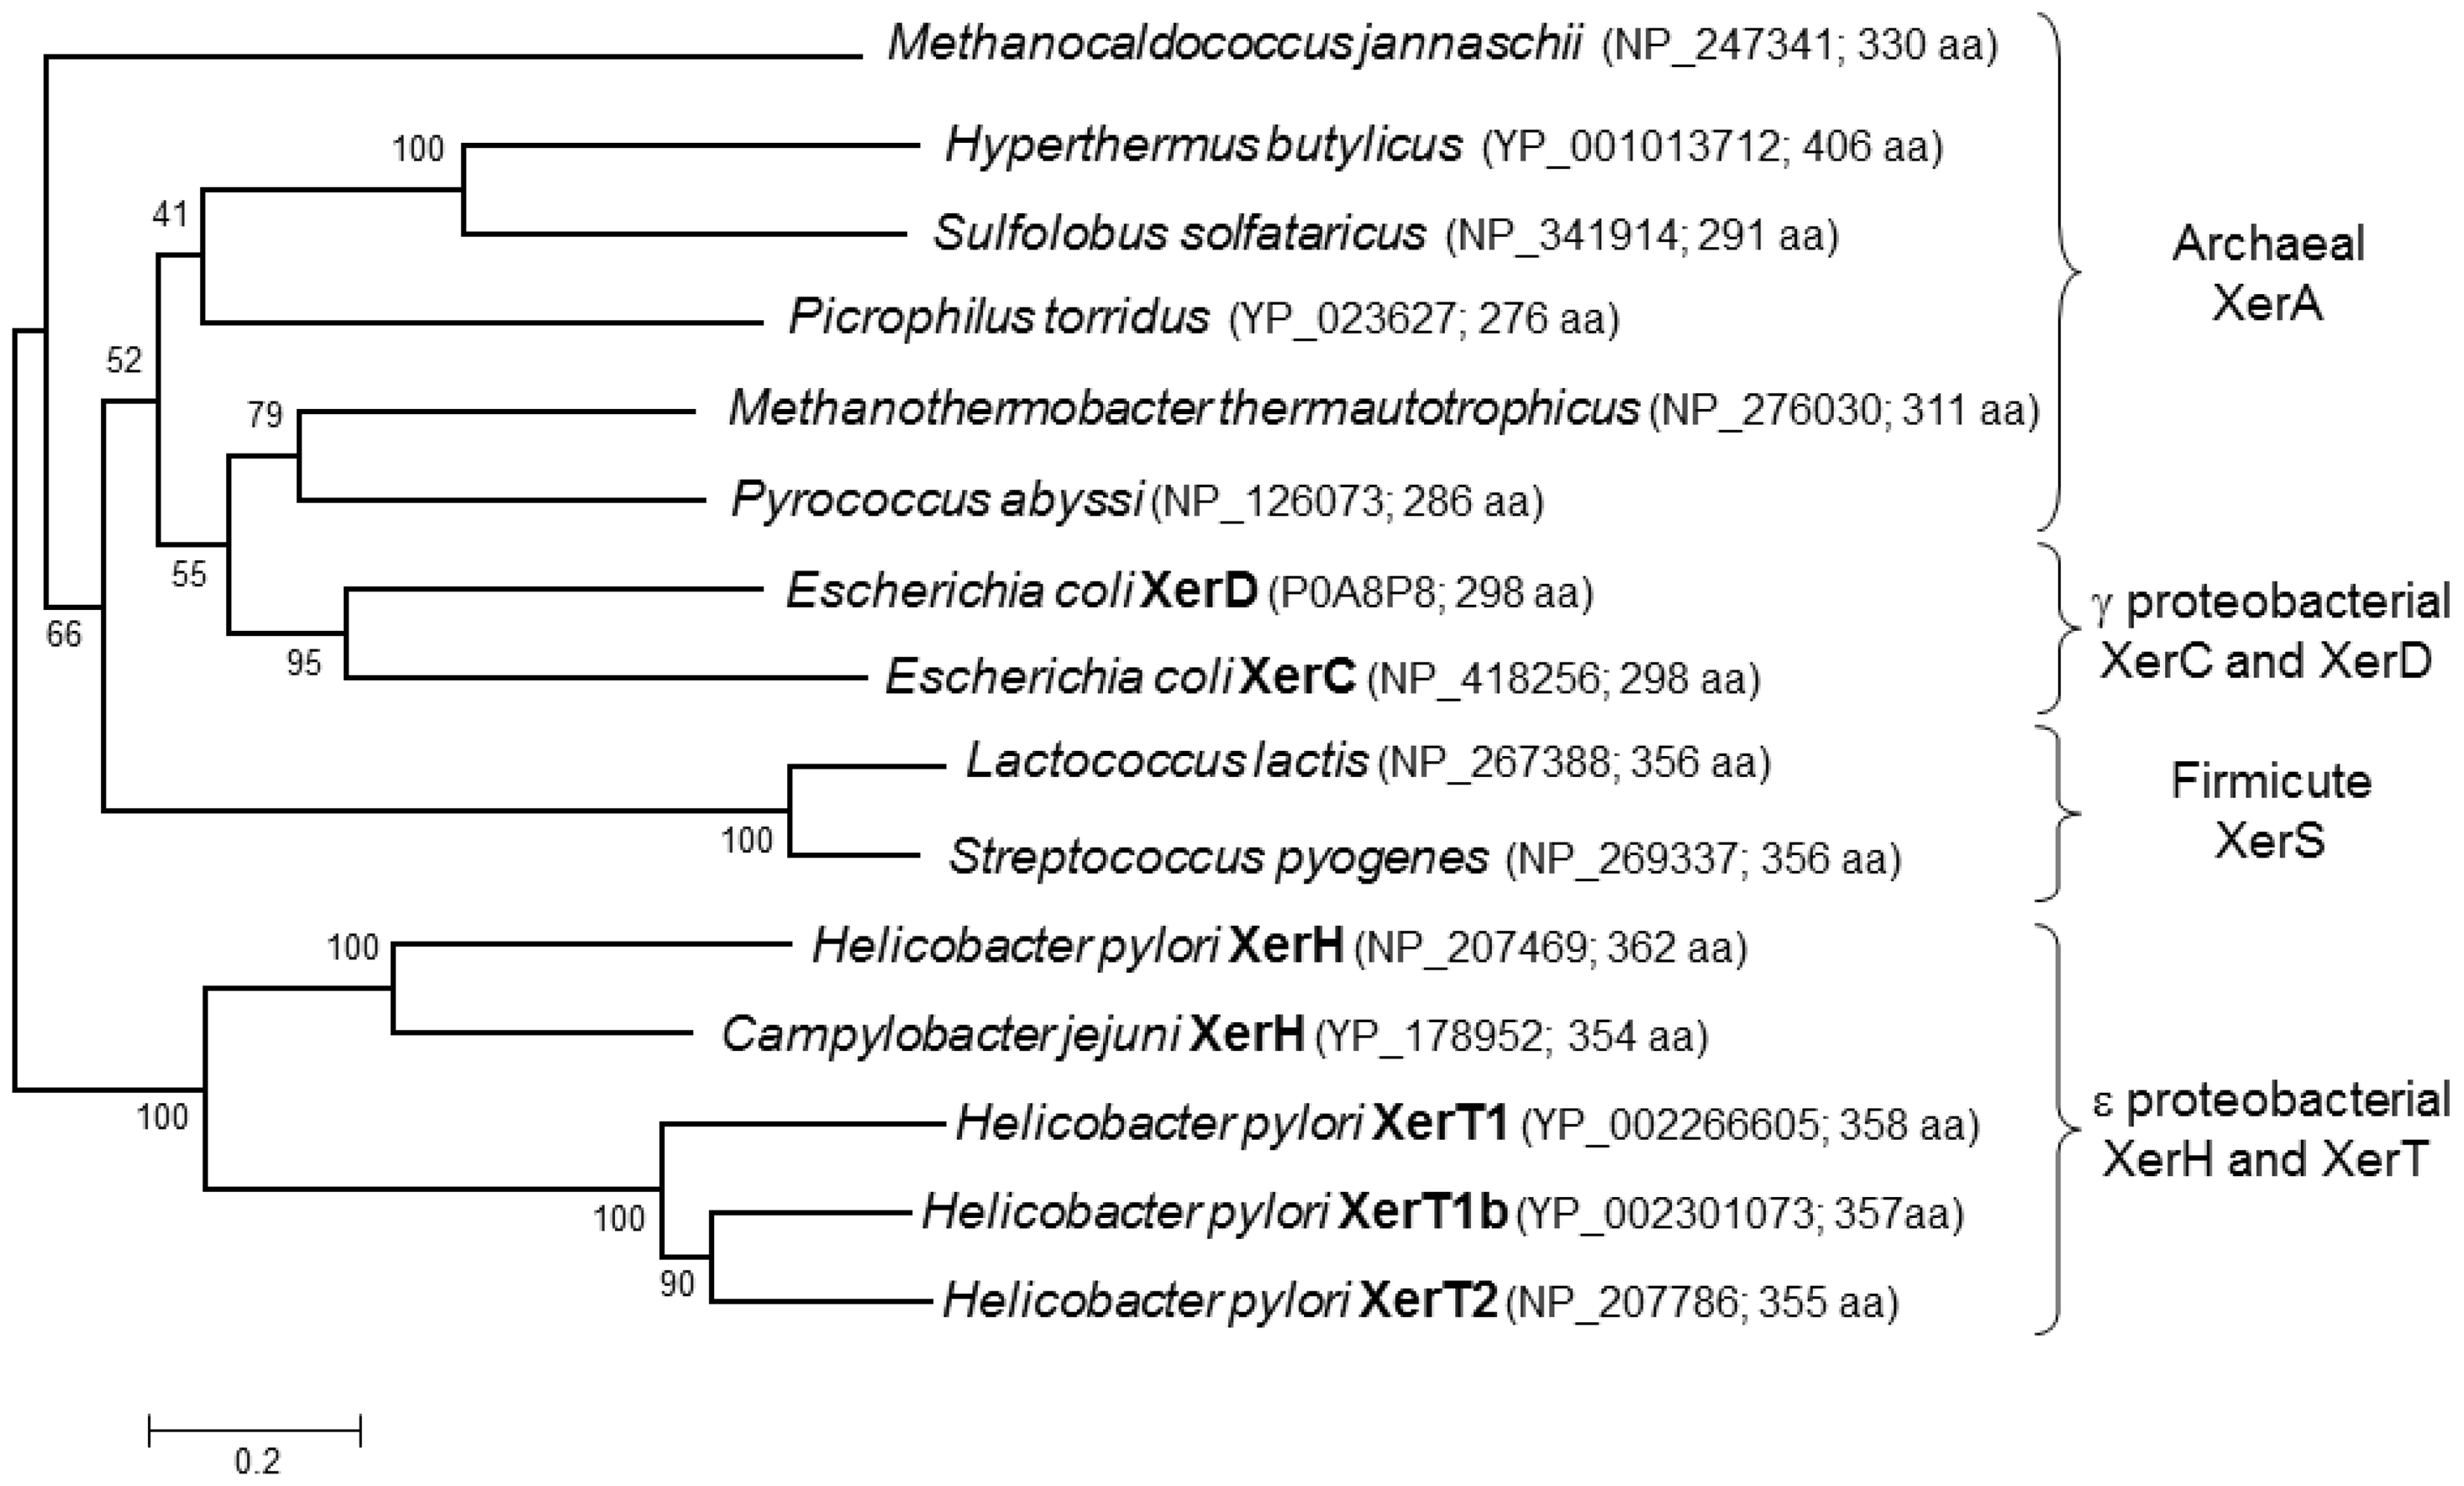 Methanocaldococcus jannaschii (NP_247341; 330 aa)
100
Hyperthermus butylicus (YP_001013712; 406 aa)
41
Sulfolobus solfataricus (NP_341914; 291 aa)
Archaeal
XerA
Picrophilus torridus (YP_023627; 276 aa)
52
79
Methanothermobacter thermautotrophicus (NP_276030; 311 aa)
Pyrococcus abyssi (NP_126073; 286 aa)
55
Escherichia coli XerD (P0A8P8; 298 aa)
γ proteobacterial
XerC and XerD
66
95
Escherichia coli XerC (NP_418256; 298 aa)
Lactococcus lactis (NP_267388; 356 aa)
Firmicute
XerS
100
Streptococcus pyogenes (NP_269337; 356 aa)
100
Helicobacter pylori XerH (NP_207469; 362 aa)
Campylobacter jejuni XerH (YP_178952; 354 aa)
100
Helicobacter pylori XerT1 (YP_002266605; 358 aa)
ε proteobacterial
XerH and XerT
100
Helicobacter pylori XerT1b (YP_002301073; 357aa)
90
Helicobacter pylori XerT2 (NP_207786; 355 aa)
0.2